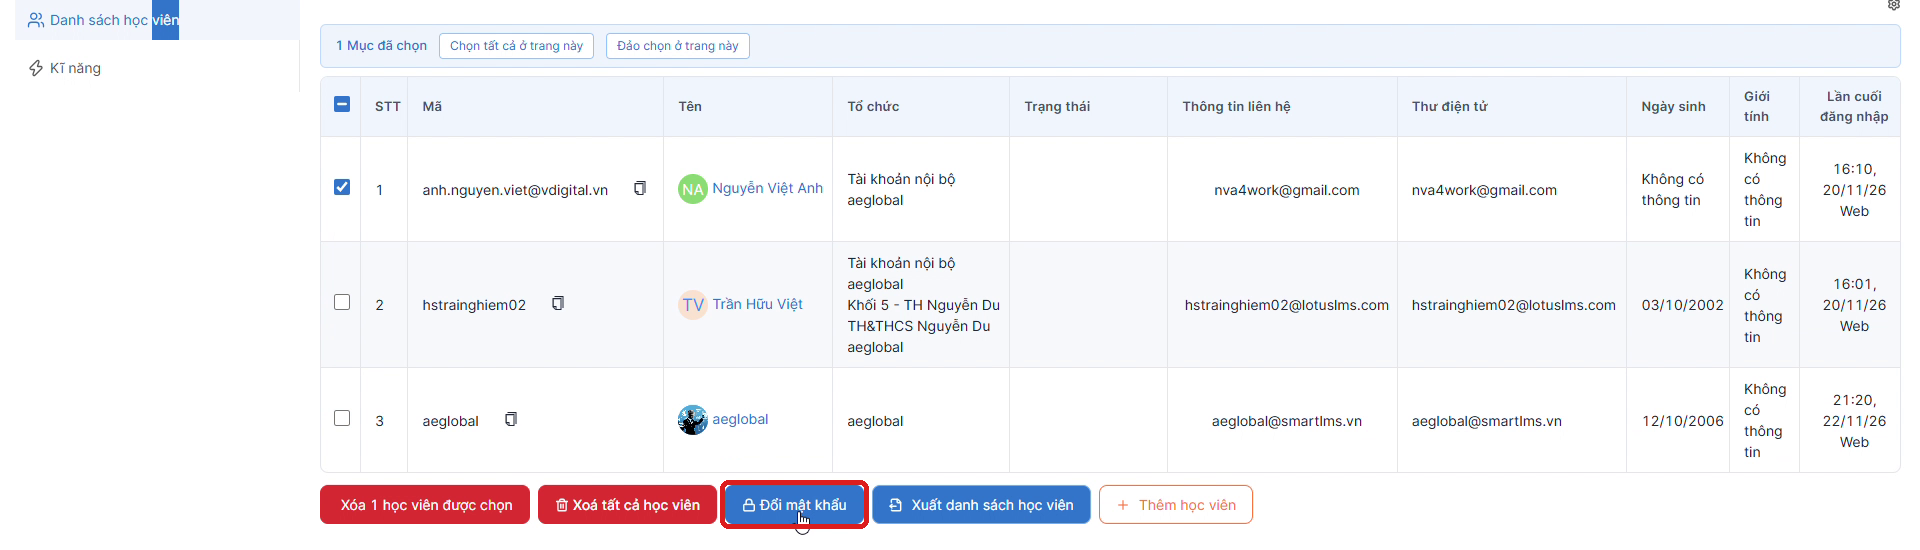 Danh sách học viên
Kĩ năng
1 Mục đã chọn Chọn tất cả ở trang này Đảo chọn ở trang này
STT Mã Tên Tổ chức Trạng thái Thông tin liên hệ Thư điện tử Ngày sinh Giới tính Lần cuối đăng nhập
1 anh.nguyen.viet@vdigital.vn NA Nguyễn Việt Anh
Tài khoản nội bộ
aeglobal
nva4work@gmail.com nva4work@gmail.com
Không có
thông tin
Không
có
thông
tin
16:10,
20/11/26
Web
2 hstrainghiem02 TV Trần Hữu Việt
Tài khoản nội bộ
aeglobal
Khối 5 - TH Nguyễn Du
TH&THCS Nguyễn Du
aeglobal
hstrainghiem02@lotuslms.com hstrainghiem02@lotuslms.com 03/10/2002
Không
có
thông
tin
16:01,
20/11/26
Web
3 aeglobal aeglobal aeglobal aeglobal@smartlms.vn aeglobal@smartlms.vn 12/10/2006
Không
có
thông
tin
21:20,
22/11/26
Web
Xóa 1 học viên được chọn Xoá tất cả học viên Đổi mật khẩu Xuất danh sách học viên + Thêm học viên